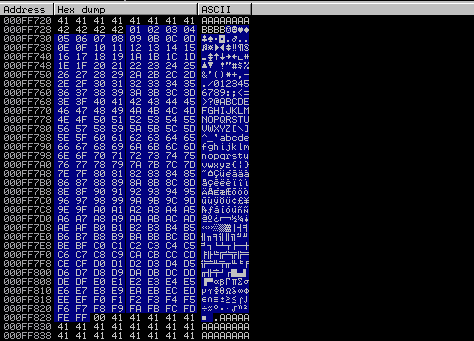 Address Hex dump ASCII
000FF720 41 41 41 41 41 41 41 41 AAAAAAAA
000FF728 42 42 42 42 01 02 03 04 BBBB☺☻♥♦
000FF730 05 06 07 08 09 0B 0C 0D ♣♠•◘.♂..
000FF738 0E 0F 10 11 12 13 14 15 ♫☼►◄↕‼¶§
000FF740 16 17 18 19 1A 1B 1C 1D ▬↨↑↓→←∟↔
000FF748 1E 1F 20 21 22 23 24 25 ▲▼ !"#$%
000FF750 26 27 28 29 2A 2B 2C 2D &'()*+,-
000FF758 2E 2F 30 31 32 33 34 35 ./012345
000FF760 36 37 38 39 3A 3B 3C 3D 6789:;<=
000FF768 3E 3F 40 41 42 43 44 45 >?@ABCDE
000FF770 46 47 48 49 4A 4B 4C 4D FGHIJKLM
000FF778 4E 4F 50 51 52 53 54 55 NOPQRSTU
000FF780 56 57 58 59 5A 5B 5C 5D VWXYZ[\]
000FF788 5E 5F 60 61 62 63 64 65 ^_`abcde
000FF790 66 67 68 69 6A 6B 6C 6D fghijklm
000FF798 6E 6F 70 71 72 73 74 75 nopqrstu
000FF7A0 76 77 78 79 7A 7B 7C 7D vwxyz{|}
000FF7A8 7E 7F 80 81 82 83 84 85 ~⌂Çüéâäà
000FF7B0 86 87 88 89 8A 8B 8C 8D åçêëèïîì
000FF7B8 8E 8F 90 91 92 93 94 95 ÄÅÉæÆôöò
000FF7C0 96 97 98 99 9A 9B 9C 9D ûùÿÖÜ¢£¥
000FF7C8 9E 9F A0 A1 A2 A3 A4 A5 ₧ƒáíóúñÑ
000FF7D0 A6 A7 A8 A9 AA AB AC AD ªº¿⌐¬½¼¡
000FF7D8 AE AF B0 B1 B2 B3 B4 B5 «»░▒▓│┤╡
000FF7E0 B6 B7 B8 B9 BA BB BC BD ╢╖╕╣║╗╝╜
000FF7E8 BE BF C0 C1 C2 C3 C4 C5 ╛┐└┴┬├─┼
000FF7F0 C6 C7 C8 C9 CA CB CC CD ╞╟╚╔╩╦╠═
000FF7F8 CE CF D0 D1 D2 D3 D4 D5 ╬╧╨╤╥╙╘╒
000FF800 D6 D7 D8 D9 DA DB DC DD ╓╫╪┘┌█▄▌
000FF808 DE DF E0 E1 E2 E3 E4 E5 ▐▀αßΓπΣσ
000FF810 E6 E7 E8 E9 EA EB EC ED µτΦΘΩδ∞φ
000FF818 EE EF F0 F1 F2 F3 F4 F5 ε∩≡±≥≤⌠⌡
000FF820 F6 F7 F8 F9 FA FB FC FD ÷≈°∙·√ⁿ²
000FF828 FE FF 00 41 41 41 41 41 ■ .AAAAA
000FF830 41 41 41 41 41 41 41 41 AAAAAAAA
000FF838 41 41 41 41 41 41 41 41 AAAAAAAA